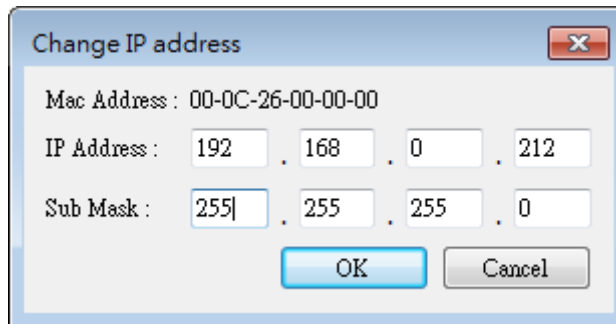 Change IP address
Mac Address : 00-0C-26-00-00-00
IP Address : 192 . 168 . 0 . 212
Sub Mask : 255 . 255 . 255 . 0
OK Cancel